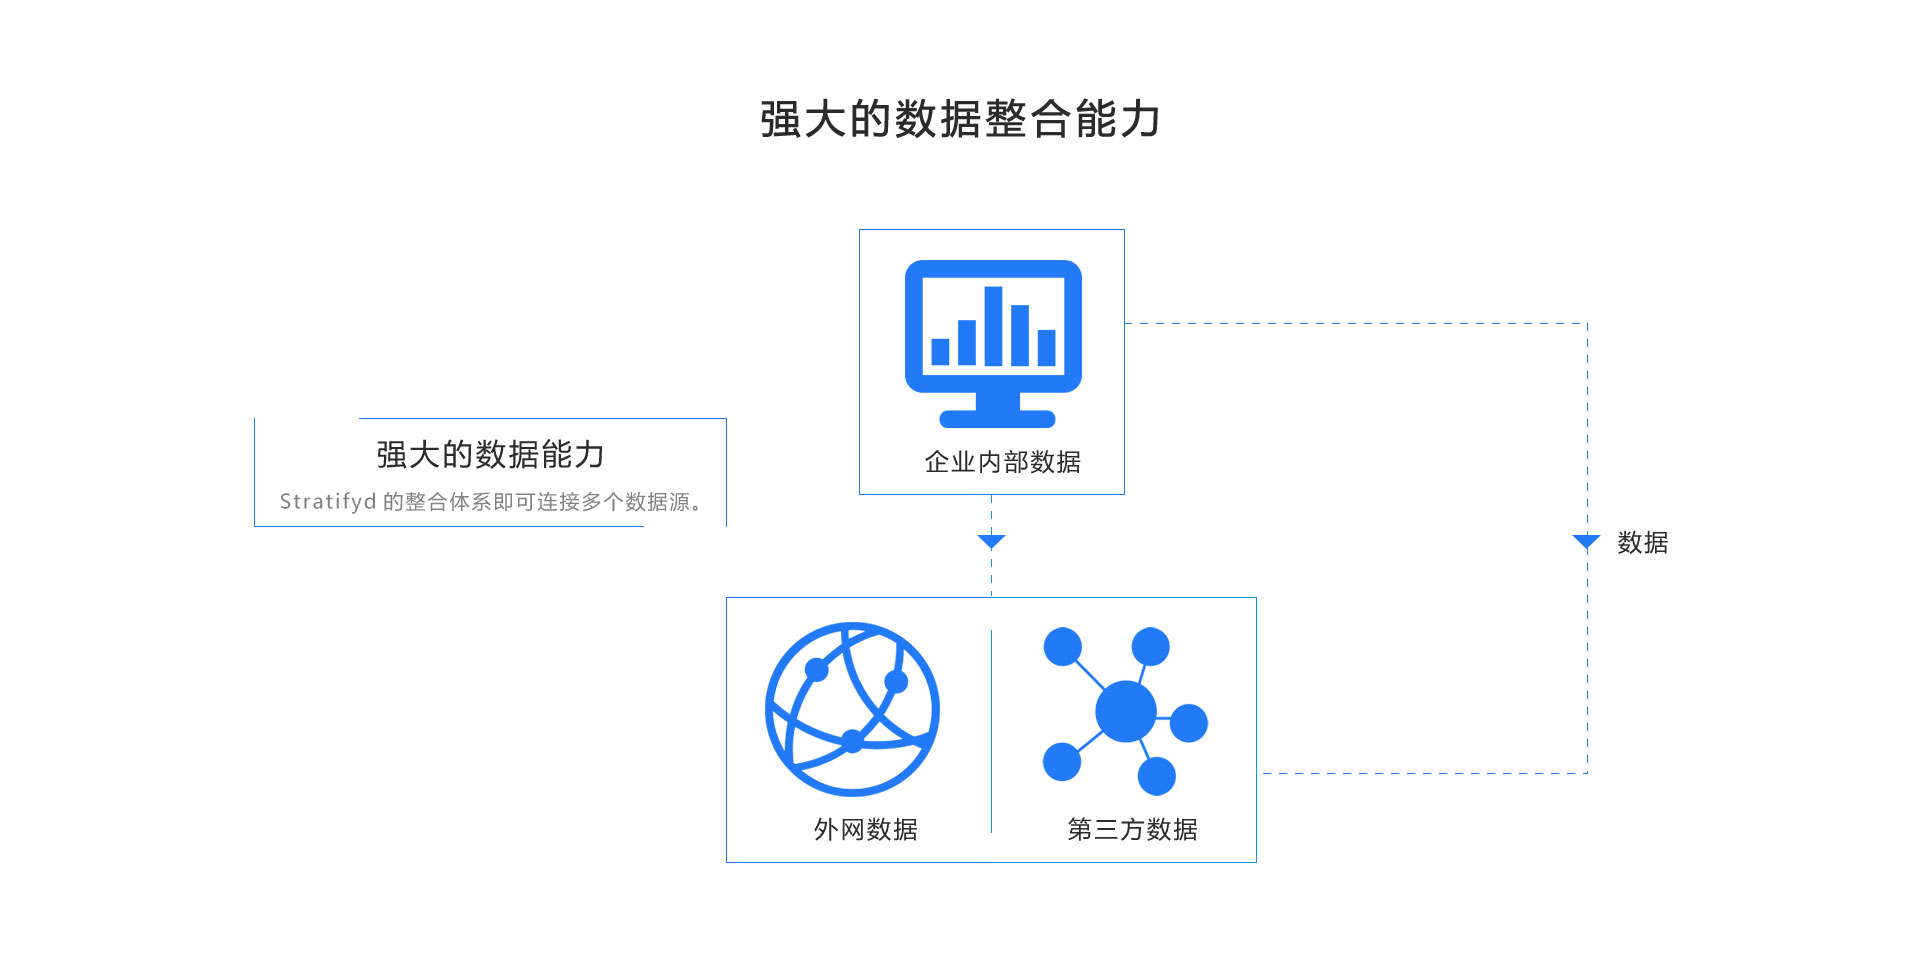 强大的数据整合能力
企业内部数据
强大的数据能力
Stratifyd 的整合体系即可连接多个数据源。
数据
外网数据
第三方数据